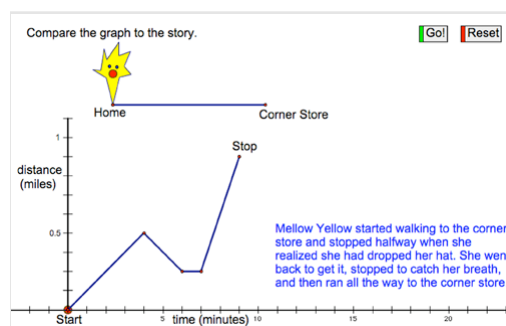 Compare the graph to the story.
Go!
Reset
Home
Corner Store
1
Stop
distance
(miles)
0.5
Mellow Yellow started walking to the corner
store and stopped halfway when she
realized she had dropped her hat. She wen
back to get it, stopped to catch her breath,
and then ran all the way to the corner store
Start
5
time (minutes)
10
15
20